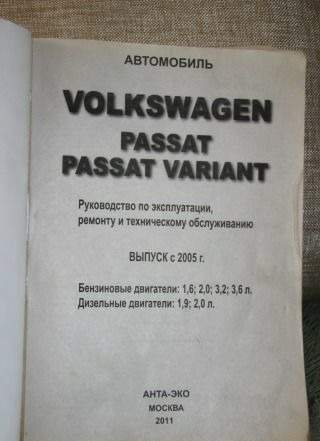 АВТОМОБИЛЬ
VOLKSWAGEN
PASSAT
PASSAT VARIANT
Руководство по эксплуатации,
ремонту и техническому обслуживанию
ВЫПУСК с 2005 г.
Бензиновые двигатели: 1,6; 2,0; 3,2; 3,6 л.
Дизельные двигатели: 1,9; 2,0 л.
АНТА-ЭКО
МОСКВА
2011